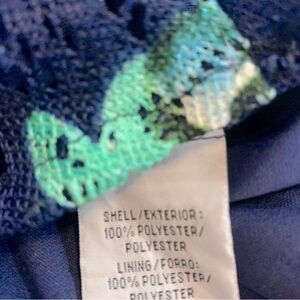 SHELL/EXTERIOR:
100% POLYESTER/
POLYESTER
LINING/FORRO:
100% POLYESTER/
POLYESTER